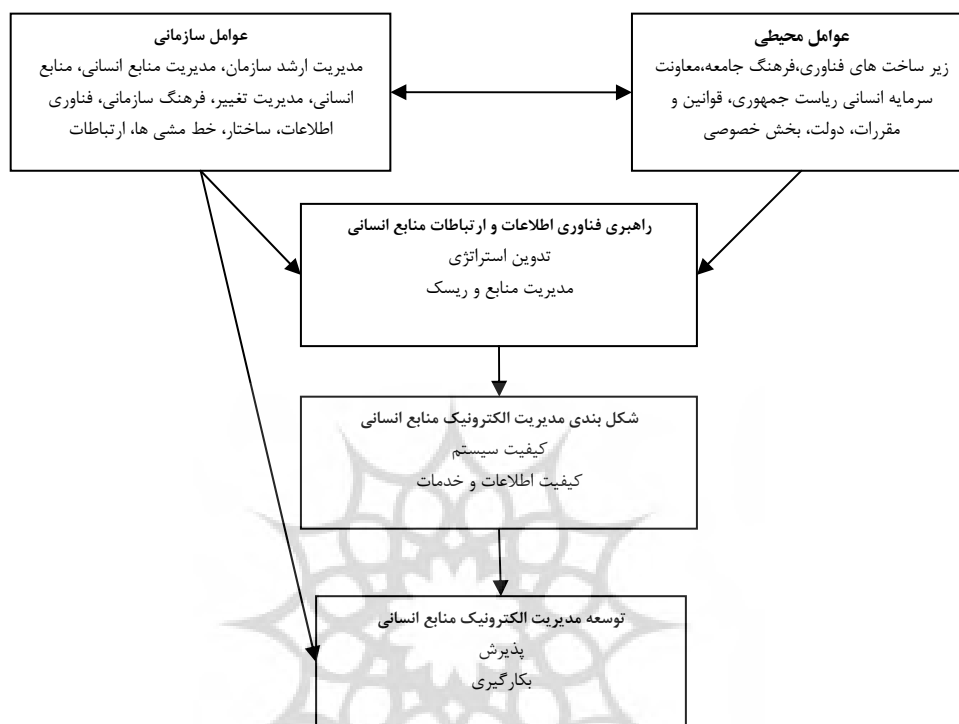 عوامل محیطی
زیر ساخت های فناوری،فرهنگ جامعه،معاونت
سرمایه انسانی ریاست جمهوری، قوانین و
مقررات، دولت، بخش خصوصی
عوامل سازمانی
مدیریت ارشد سازمان، مدیریت منابع انسانی، منابع
انسانی، مدیریت تغییر، فرهنگ سازمانی، فناوری
اطلاعات، ساختار، خط مشی ها، ارتباطات
راهبری فناوری اطلاعات و ارتباطات منابع انسانی
تدوین استراتژی
مدیریت منابع و ریسک
شکل بندی مدیریت الکترونیک منابع انسانی
کیفیت سیستم
کیفیت اطلاعات و خدمات
توسعه مدیریت الکترونیک منابع انسانی
پذیرش
بکارگیری